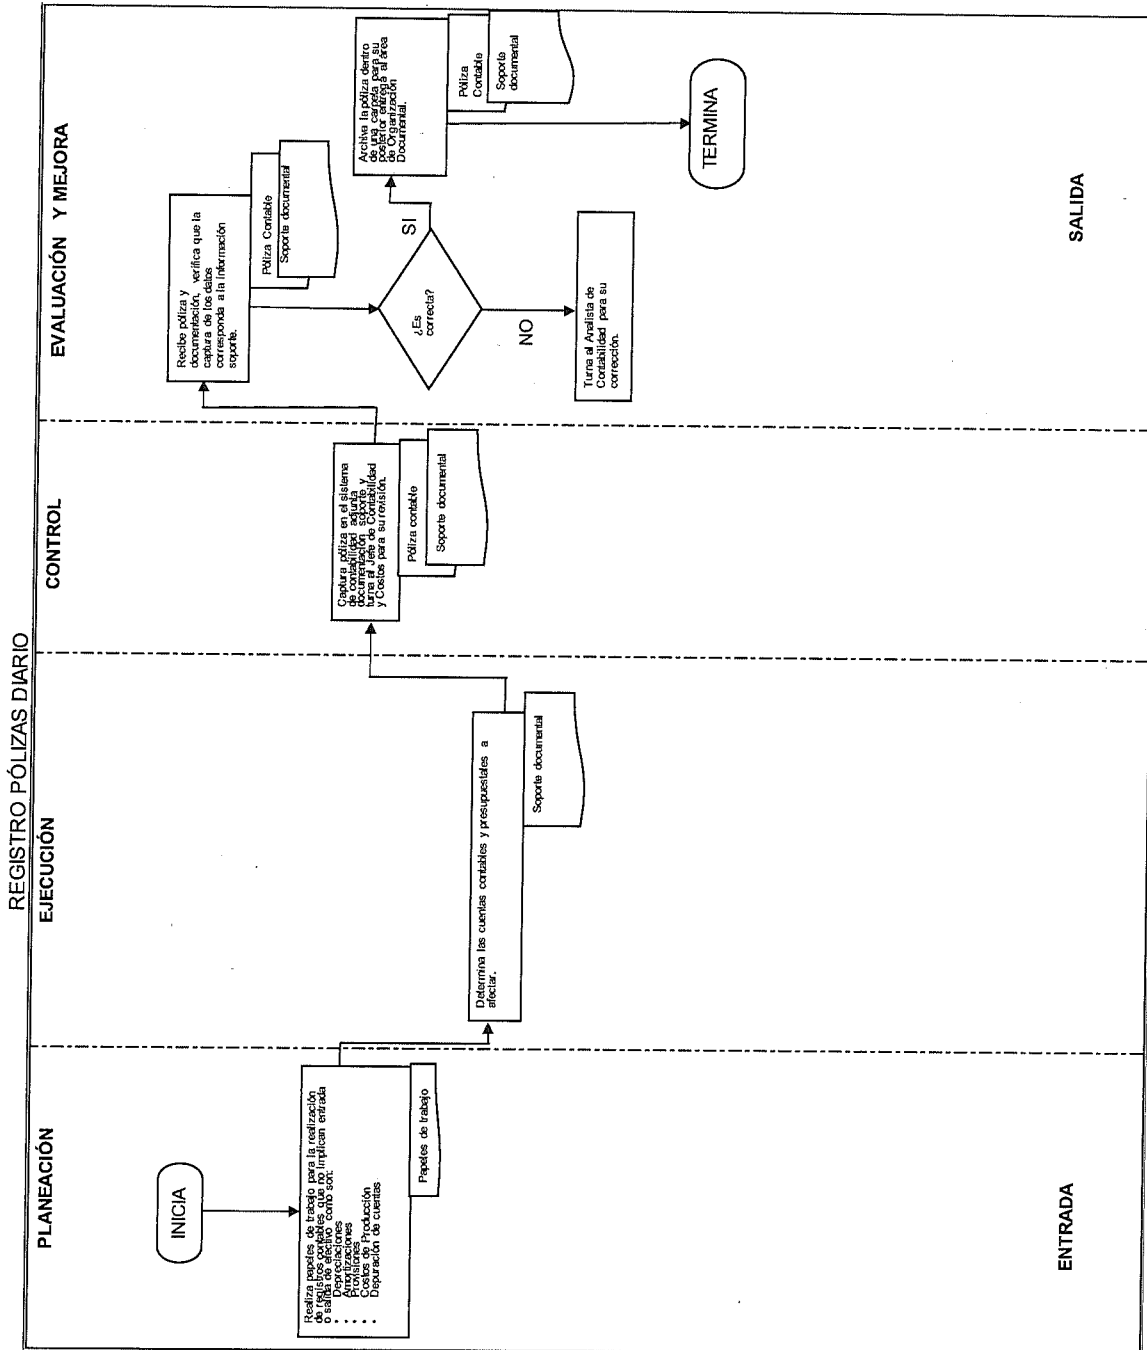 REGISTRO PÓLIZAS DIARIO
PLANEACIÓN
EJECUCIÓN
CONTROL
EVALUACIÓN Y MEJORA
INICIA
Realiza papeles de trabajo para la realización
de registros contables que no implican entrada
o salida de efectivo como son:
• Depreciaciones
• Amortizaciones
• Provisiones
• Costos de Producción
• Depuración de cuentas
Papeles de trabajo
Determina las cuentas contables y presupuestales a
afectar.
Soporte documental
Captura póliza en el sistema
de contabilidad adjunta
documentación soporte y
turna al Jefe de Contabilidad
y Costos para su revisión.
Póliza contable
Soporte documental
Recibe póliza y
documentación, verifica que la
captura de los datos
corresponda a la información
soporte.
Póliza Contable
Soporte documental
¿Es
correcta?
SI
NO
Turna al Analista de
Contabilidad para su
corrección.
Archiva la póliza dentro
de una carpeta para su
posterior entrega al área
de Organización
Documental.
Póliza
Contable
Soporte
documental
TERMINA
ENTRADA
SALIDA